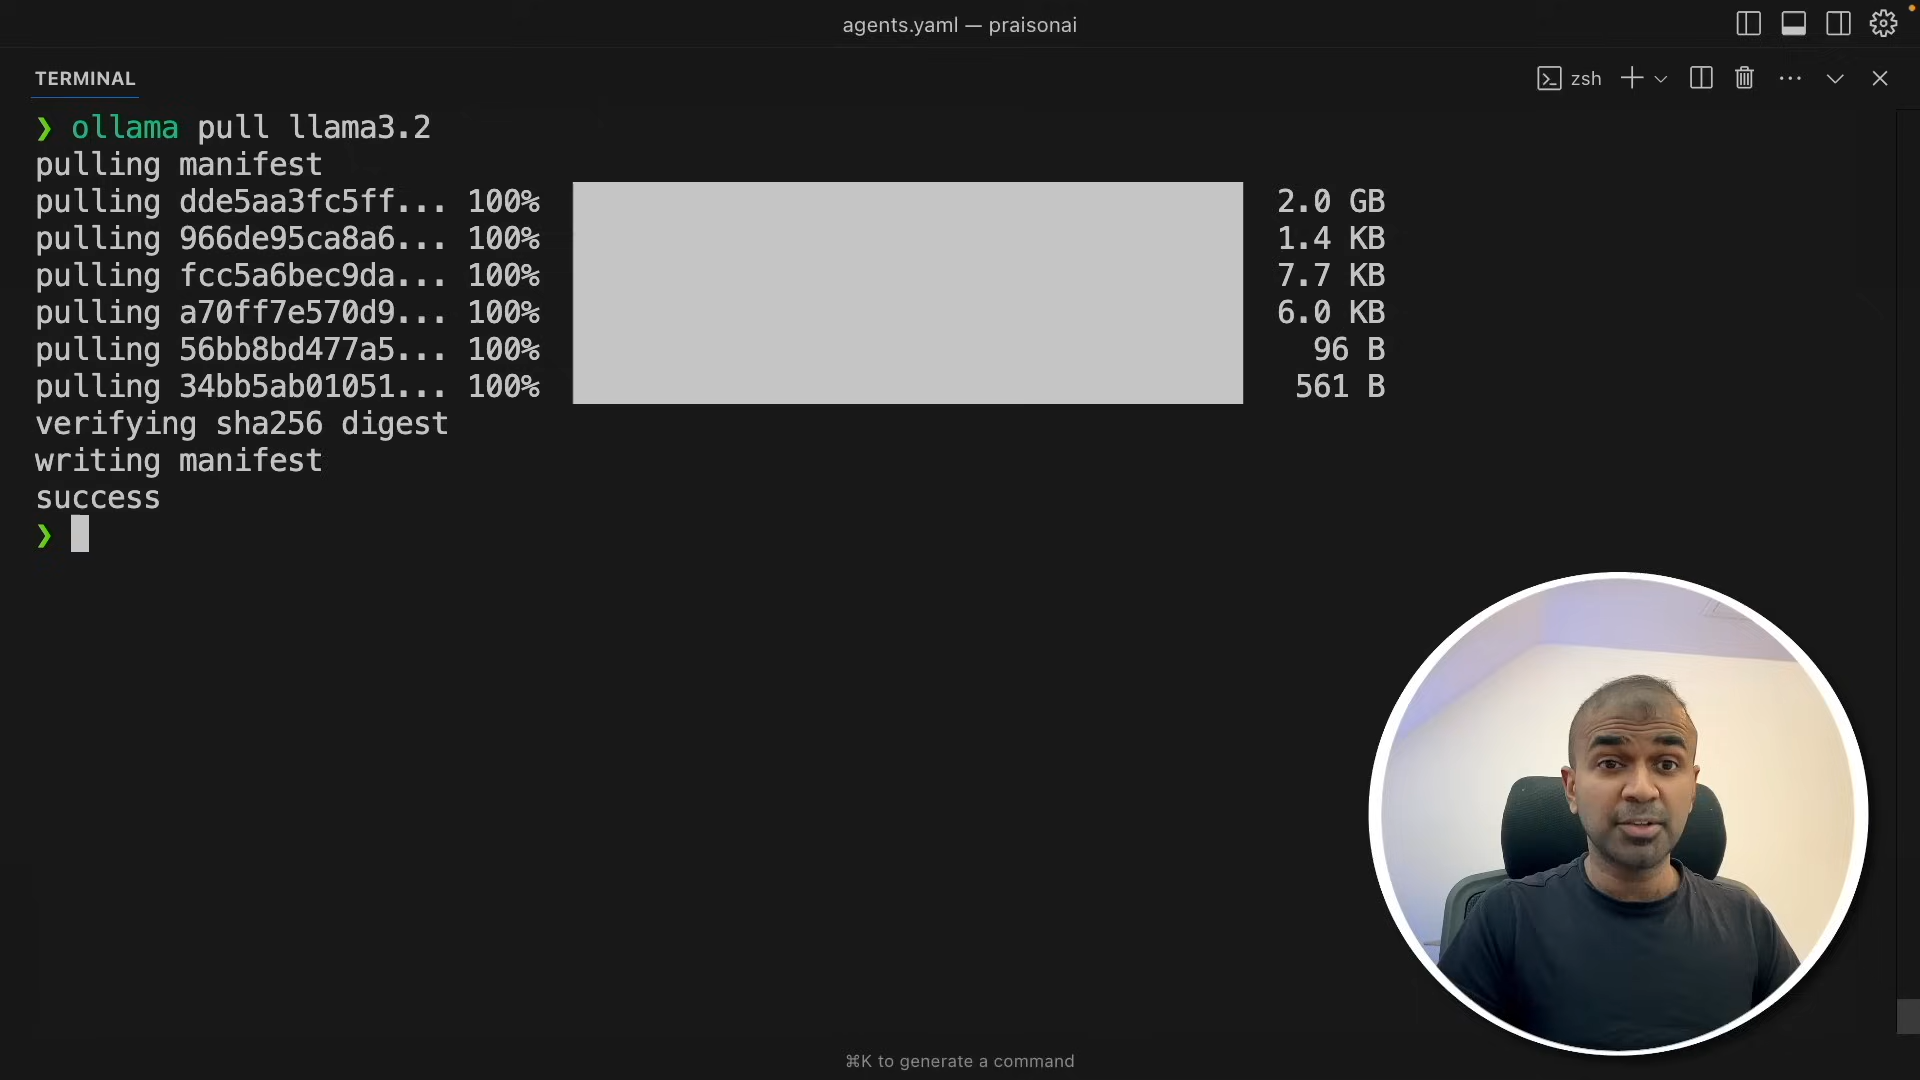 agents.yaml — praisonai
TERMINAL
zsh
❯ ollama pull llama3.2
pulling manifest
pulling dde5aa3fc5ff... 100% 2.0 GB
pulling 966de95ca8a6... 100% 1.4 KB
pulling fcc5a6bec9da... 100% 7.7 KB
pulling a70ff7e570d9... 100% 6.0 KB
pulling 56bb8bd477a5... 100% 96 B
pulling 34bb5ab01051... 100% 561 B
verifying sha256 digest
writing manifest
success
❯
⌘K to generate a command